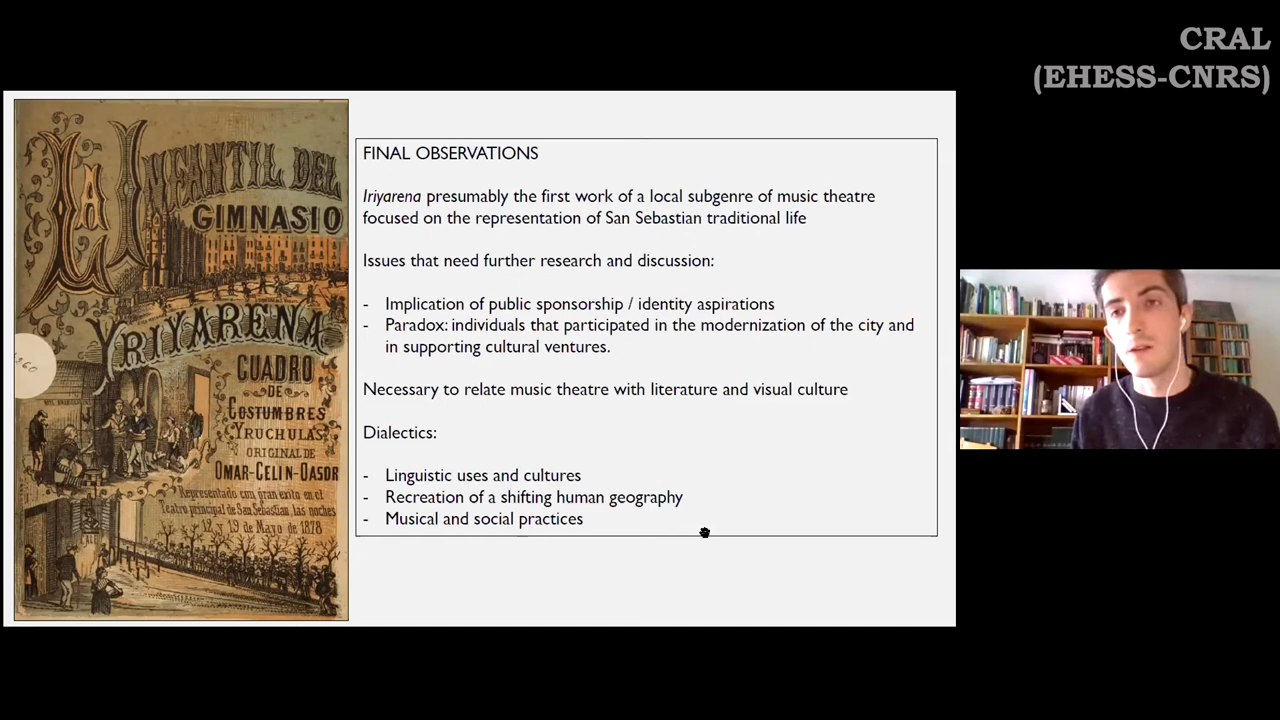 CRAL
(EHESS-CNRS)
LA INFANTIL DEL
GIMNASIO
YRIYARENA
CUADRO
DE
COSTUMBRES
YRUCHULAS
ORIGINAL DE
OMAR-CELIN-OASOR
Representado con gran exito en el
Teatro principal de San Sebastian, las noches
12 y 19 de Mayo de 1878
FINAL OBSERVATIONS
Iriyarena presumably the first work of a local subgenre of music theatre
focused on the representation of San Sebastian traditional life
Issues that need further research and discussion:
- Implication of public sponsorship / identity aspirations
- Paradox: individuals that participated in the modernization of the city and
in supporting cultural ventures.
Necessary to relate music theatre with literature and visual culture
Dialectics:
- Linguistic uses and cultures
- Recreation of a shifting human geography
- Musical and social practices